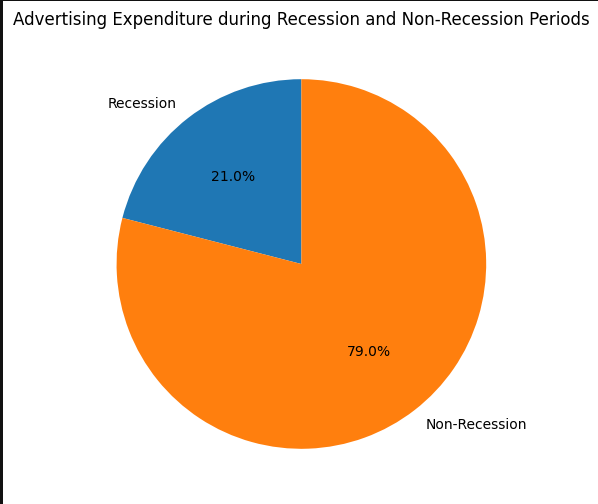 Advertising Expenditure during Recession and Non-Recession Periods
Recession
21.0%
79.0%
Non-Recession